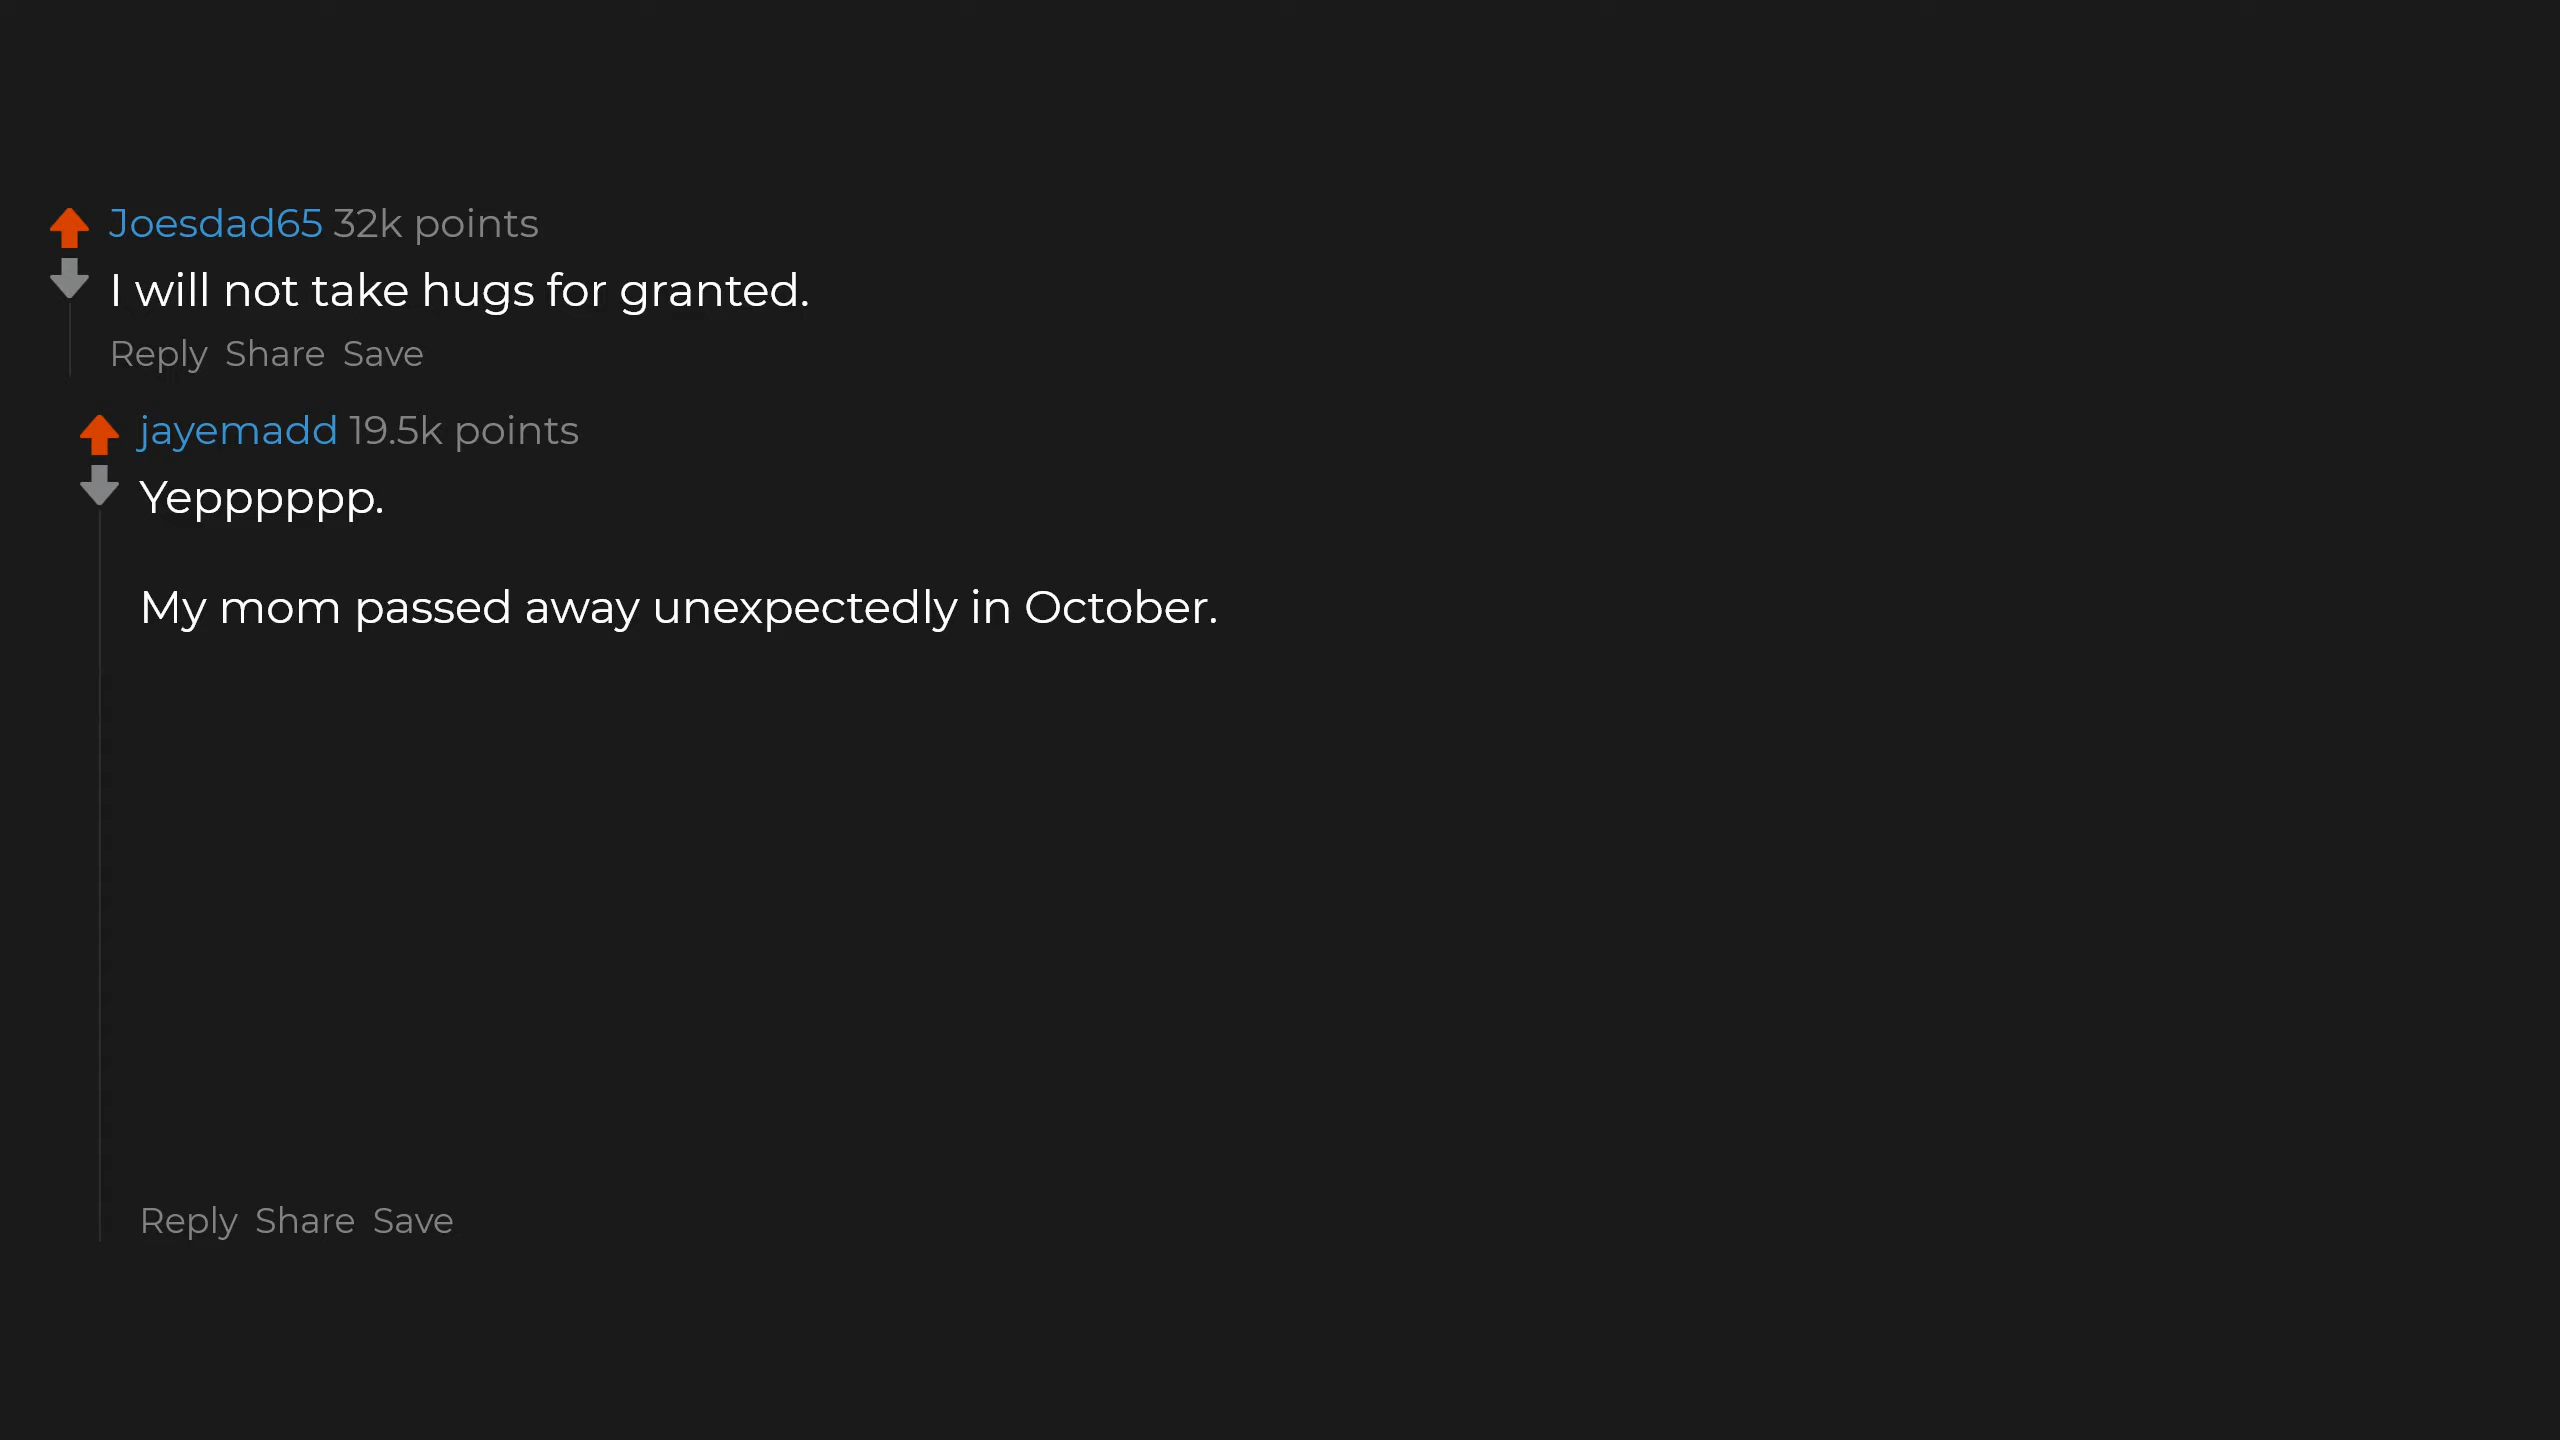 Joesdad65 32k points
I will not take hugs for granted.
Reply Share Save
jayemadd 19.5k points
Yepppppp.
My mom passed away unexpectedly in October.
Reply Share Save